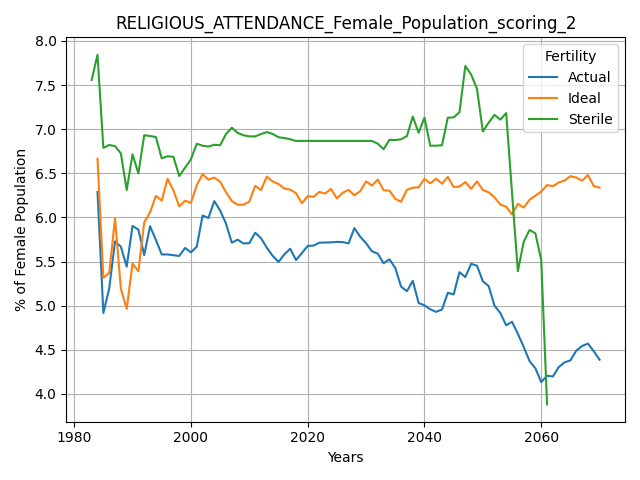 RELIGIOUS_ATTENDANCE_Female_Population_scoring_2
Fertility
Actual
Ideal
Sterile
8.0
7.5
7.0
6.5
6.0
5.5
5.0
4.5
4.0
% of Female Population
1980
2000
2020
2040
2060
Years